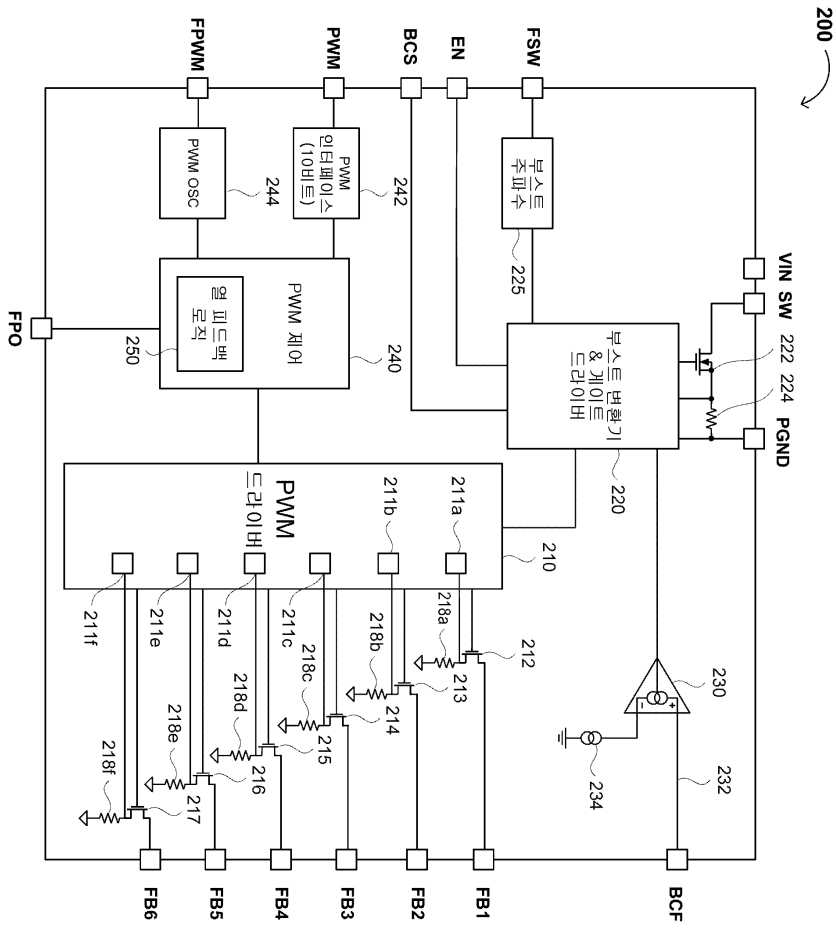 200
VIN
SW
PGND
BCF
222
224
232
230
234
220
부스트 변환기
& 게이트
드라이버
FSW
부스트
주파수
225
210
EN
BCS
211a
218a
212
FB1
211b
218b
213
FB2
PWM
PWM
인터페이스
(10비트)
242
240
PWM 제어
열 피드백
로직
250
PWM
드라이버
211c
218c
214
FB3
211d
218d
215
FB4
FPWM
PWM OSC
244
211e
218e
216
FB5
211f
218f
217
FB6
FPO